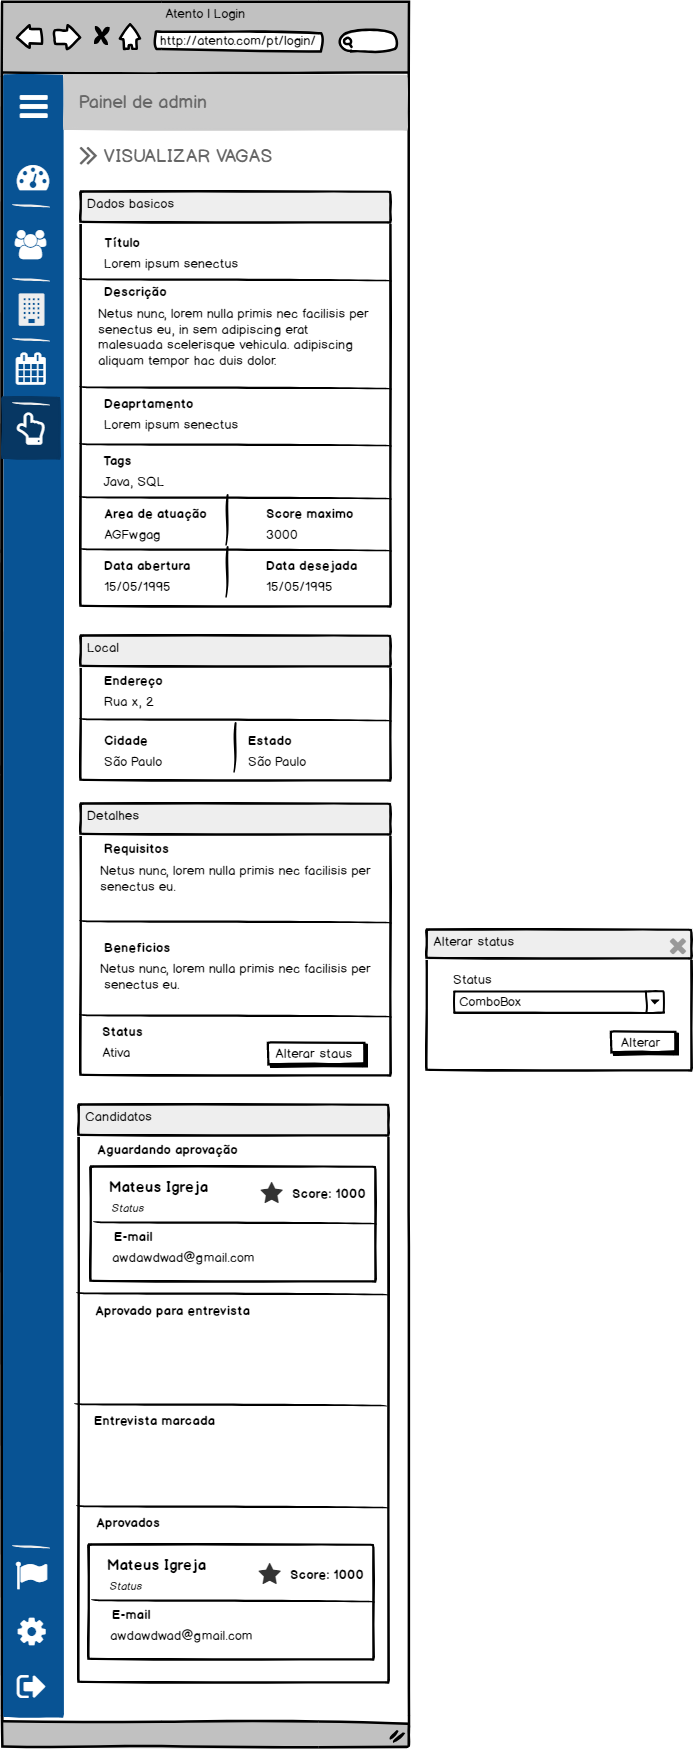 Atento | Login
http://atento.com/pt/login/
Painel de admin
VISUALIZAR VAGAS
Dados basicos
Título
Lorem ipsum senectus
Descrição
Netus nunc, lorem nulla primis nec facilisis per
senectus eu, in sem adipiscing erat
malesuada scelerisque vehicula. adipiscing
aliquam tempor hac duis dolor.
Deaprtamento
Lorem ipsum senectus
Tags
Java, SQL
Area de atuação Score maximo
AGFwgag 3000
Data abertura Data desejada
15/05/1995 15/05/1995
Local
Endereço
Rua x, 2
Cidade Estado
São Paulo São Paulo
Detalhes
Requisitos
Netus nunc, lorem nulla primis nec facilisis per
senectus eu.
Beneficios
Netus nunc, lorem nulla primis nec facilisis per
senectus eu.
Status
Ativa Alterar staus
Alterar status
Status
ComboBox
Alterar
Candidatos
Aguardando aprovação
Mateus Igreja Score: 1000
Status
E-mail
awdawdwad@gmail.com
Aprovado para entrevista
Entrevista marcada
Aprovados
Mateus Igreja Score: 1000
Status
E-mail
awdawdwad@gmail.com